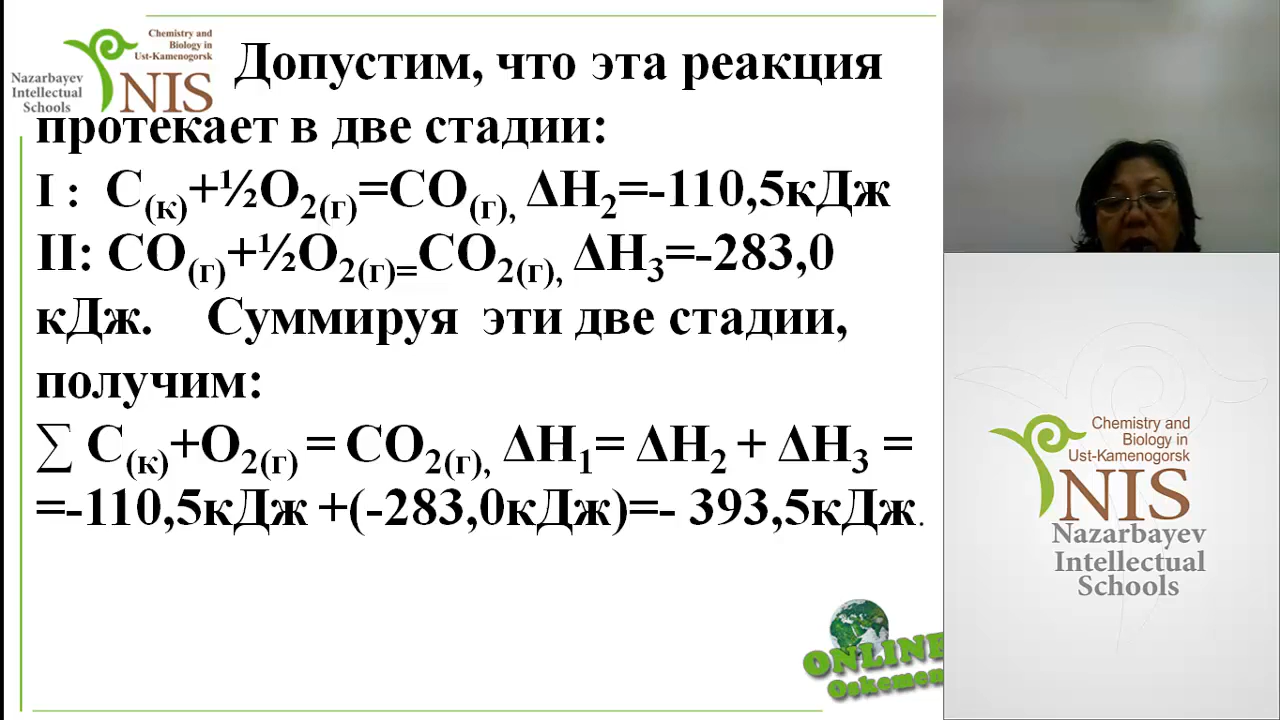 Chemistry and
Biology in
Ust-Kamenogorsk
Nazarbayev
Intellectual
Schools
NIS
Допустим, что эта реакция
протекает в две стадии:
I : C(к)+½O2(г)=CO(г), ΔH2=-110,5кДж
II: CO(г)+½O2(г)=CO2(г), ΔH3=-283,0
кДж. Суммируя эти две стадии,
получим:
∑ C(к)+O2(г) = CO2(г), ΔH1= ΔH2 + ΔH3 =
=-110,5кДж +(-283,0кДж)=- 393,5кДж.
ONLINE
Oskemen
Chemistry and
Biology in
Ust-Kamenogorsk
NIS
Nazarbayev
Intellectual
Schools